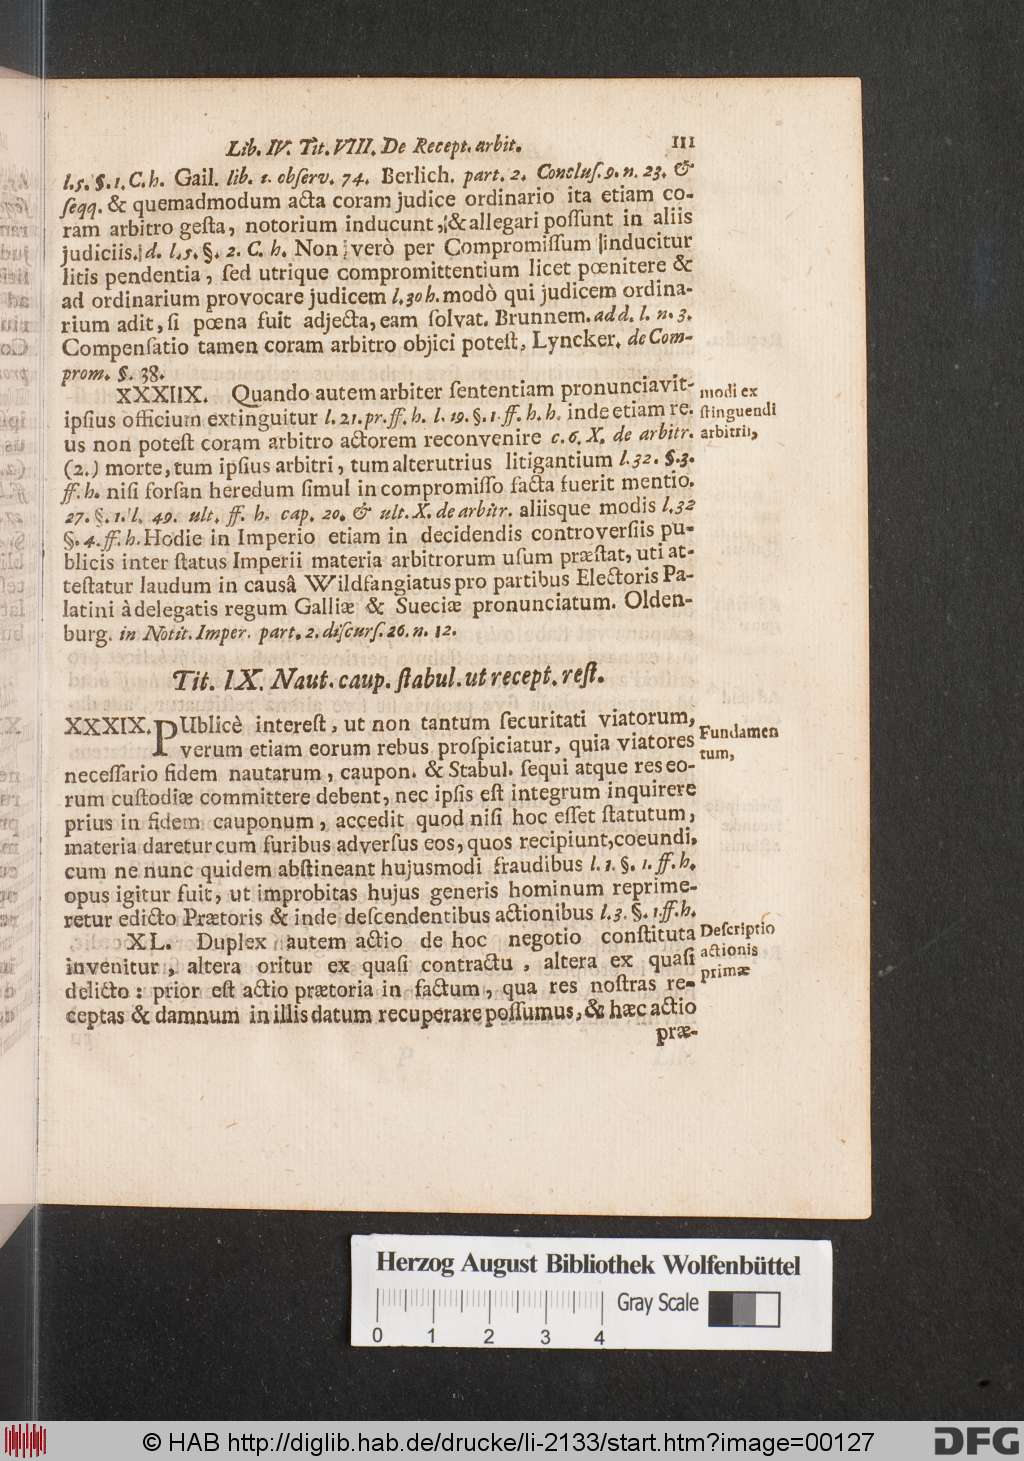 Lib. IV. Tit. VIII. De Recept. arbit. III
l. 5. §. 1. C. h. Gail. lib. 1. obſerv. 74. Berlich. part. 2. Concluſ. 9. n. 23. &
ſeqq. & quemadmodum acta coram judice ordinario ita etiam co-
ram arbitro geſta, notorium inducunt, & allegari poſſunt in aliis
judiciis. d. l. 5. §. 2. C. h. Non verò per Compromiſſum inducitur
litis pendentia, ſed utrique compromittentium licet pœnitere &
ad ordinarium provocare judicem l. 30 h. modò qui judicem ordina-
rium adit, ſi pœna fuit adjecta, eam ſolvat. Brunnem. add. l. n. 3.
Compenſatio tamen coram arbitro objici poteſt, Lyncker. de Com-
prom. §. 38.
XXXIIX. Quando autem arbiter ſententiam pronunciavit-
ipſius officium extinguitur l. 21. pr. ff. h. l. 19. §. 1. ff. h. h. inde etiam re.
us non poteſt coram arbitro actorem reconvenire c. 6. X. de arbitr.
(2.) morte, tum ipſius arbitri, tum alterutrius litigantium l. 32. §. 3.
ff. h. niſi forſan heredum ſimul in compromiſſo facta fuerit mentio.
27. §. 1. l. 49. ult. ff. h. cap. 20. & ult. X. de arbitr. aliisque modis l. 32
§. 4. ff. h. Hodie in Imperio etiam in decidendis controverſiis pu-
blicis inter ſtatus Imperii materia arbitrorum uſum præſtat, uti at-
teſtatur laudum in causâ Wildfangiatus pro partibus Electoris Pa-
latini à delegatis regum Galliæ & Sueciæ pronunciatum. Olden-
burg. in Notit. Imper. part. 2. diſcurſ. 26. n. 12.
modi ex
ſtinguendi
arbitrii,
Tit. IX. Naut. caup. ſtabul. ut recept. reſt.
XXXIX. PUblicè intereſt, ut non tantum ſecuritati viatorum,
verum etiam eorum rebus proſpiciatur, quia viatores
neceſſario fidem nautarum, caupon. & Stabul. ſequi atque res eo-
rum cuſtodiæ committere debent, nec ipſis eſt integrum inquirere
prius in fidem cauponum, accedit quod niſi hoc eſſet ſtatutum,
materia daretur cum furibus adverſus eos, quos recipiunt, coeundi,
cum ne nunc quidem abſtineant hujusmodi fraudibus l. 1. §. 1. ff. h.
opus igitur fuit, ut improbitas hujus generis hominum reprime-
retur edicto Prætoris & inde deſcendentibus actionibus l. 3. §. 1 ff. h.
Fundamen
tum,
XL. Duplex autem actio de hoc negotio conſtituta
invenitur, altera oritur ex quaſi contractu, altera ex quaſi
delicto: prior eſt actio prætoria in factum, qua res noſtras re-
ceptas & damnum in illis datum recuperare poſſumus, & hæc actio
præ-
Deſcriptio
actionis
primæ
Herzog August Bibliothek Wolfenbüttel
Gray Scale
0 1 2 3 4
© HAB http://diglib.hab.de/drucke/li-2133/start.htm?image=00127
DFG